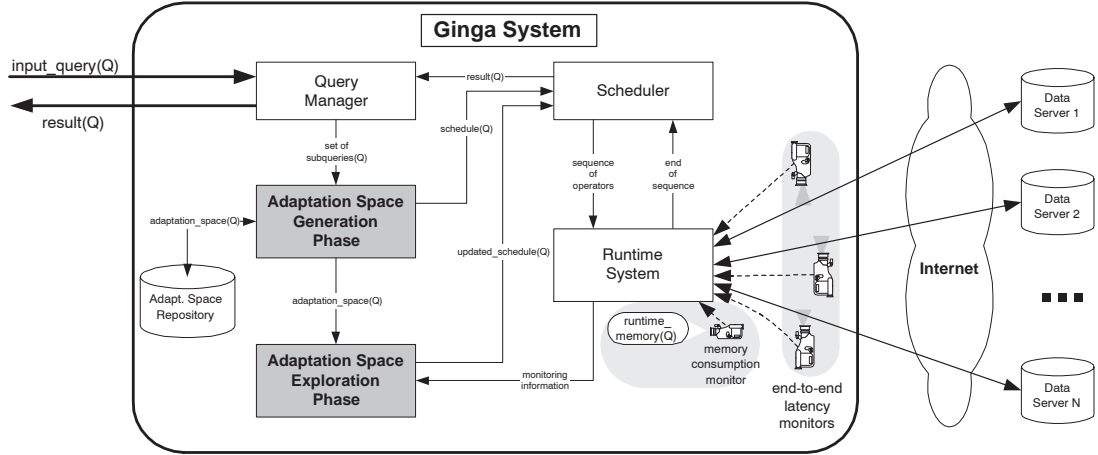 Ginga System
input_query(Q)
result(Q)
Query
Manager
result(Q)
Scheduler
schedule(Q)
set of
subqueries(Q)
sequence
of
operators
end
of
sequence
Adaptation Space
Generation
Phase
adaptation_space(Q)
updated_schedule(Q)
Runtime
System
Adapt. Space
Repository
adaptation_space(Q)
runtime_
memory(Q)
memory
consumption
monitor
Adaptation Space
Exploration
Phase
monitoring
information
end-to-end
latency
monitors
Internet
Data
Server 1
Data
Server 2
Data
Server N